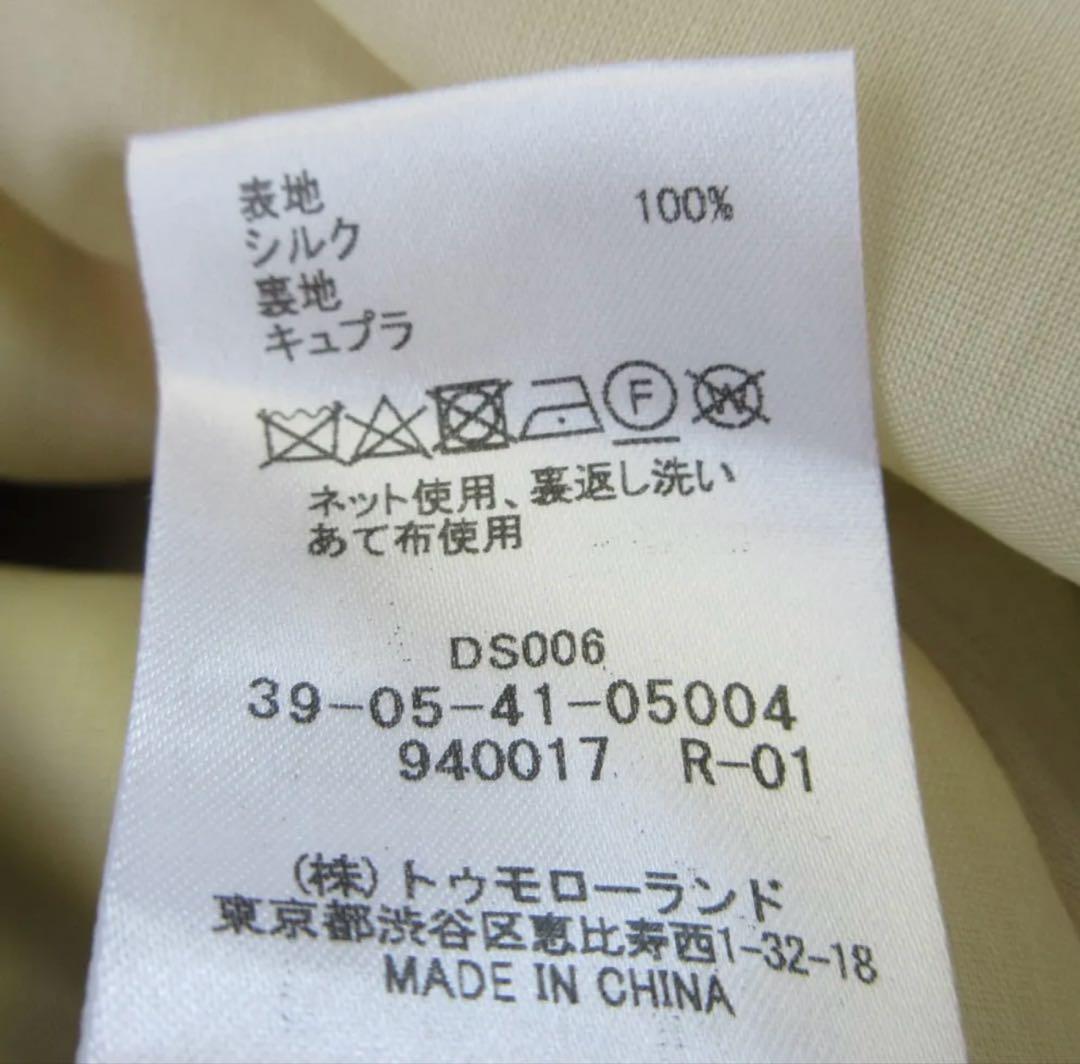 表地
シルク 100%
裏地
キュプラ
F W
ネット使用、裏返し洗い
あて布使用
DS006
39-05-41-05004
940017 R-01
(株)トゥモローランド
東京都渋谷区恵比寿西1-32-18
MADE IN CHINA